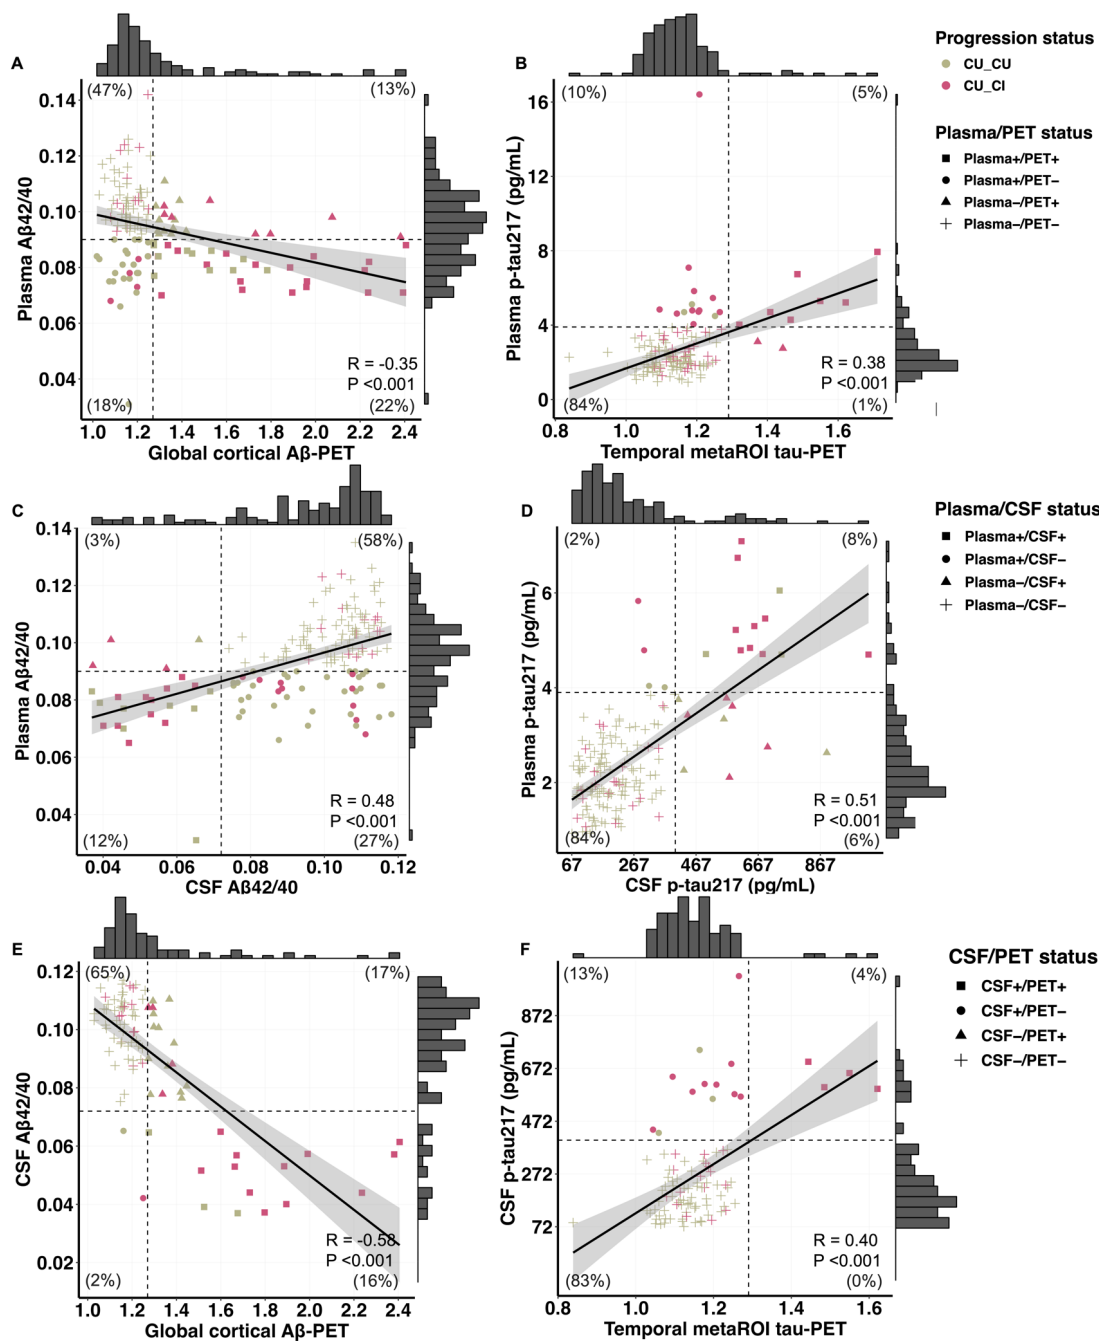 A
(47%)
(13%)
0.14
0.12
0.10
0.08
0.06
0.04
Plasma Aβ42/40
R = -0.35
P <0.001
(18%)
(22%)
1.0 1.2 1.4 1.6 1.8 2.0 2.2 2.4
Global cortical Aβ-PET
B
(10%)
(5%)
16
12
8
4
0
Plasma p-tau217 (pg/mL)
R = 0.38
P <0.001
(84%)
(1%)
0.8 1.0 1.2 1.4 1.6
Temporal metaROI tau-PET
Progression status
CU_CU
CU_CI
Plasma/PET status
Plasma+/PET+
Plasma+/PET−
Plasma−/PET+
Plasma−/PET−
C
(3%)
(58%)
0.14
0.12
0.10
0.08
0.06
0.04
Plasma Aβ42/40
R = 0.48
P <0.001
(12%)
(27%)
0.04 0.06 0.08 0.10 0.12
CSF Aβ42/40
D
(2%)
(8%)
6
4
2
Plasma p-tau217 (pg/mL)
R = 0.51
P <0.001
(84%)
(6%)
67 267 467 667 867
CSF p-tau217 (pg/mL)
Plasma/CSF status
Plasma+/CSF+
Plasma+/CSF−
Plasma−/CSF+
Plasma−/CSF−
E
(65%)
(17%)
0.12
0.10
0.08
0.06
0.04
0.02
CSF Aβ42/40
R = -0.58
P <0.001
(2%)
(16%)
1.0 1.2 1.4 1.6 1.8 2.0 2.2 2.4
Global cortical Aβ-PET
F
(13%)
(4%)
872
672
472
272
72
CSF p-tau217 (pg/mL)
R = 0.40
P <0.001
(83%)
(0%)
0.8 1.0 1.2 1.4 1.6
Temporal metaROI tau-PET
CSF/PET status
CSF+/PET+
CSF+/PET−
CSF−/PET+
CSF−/PET−